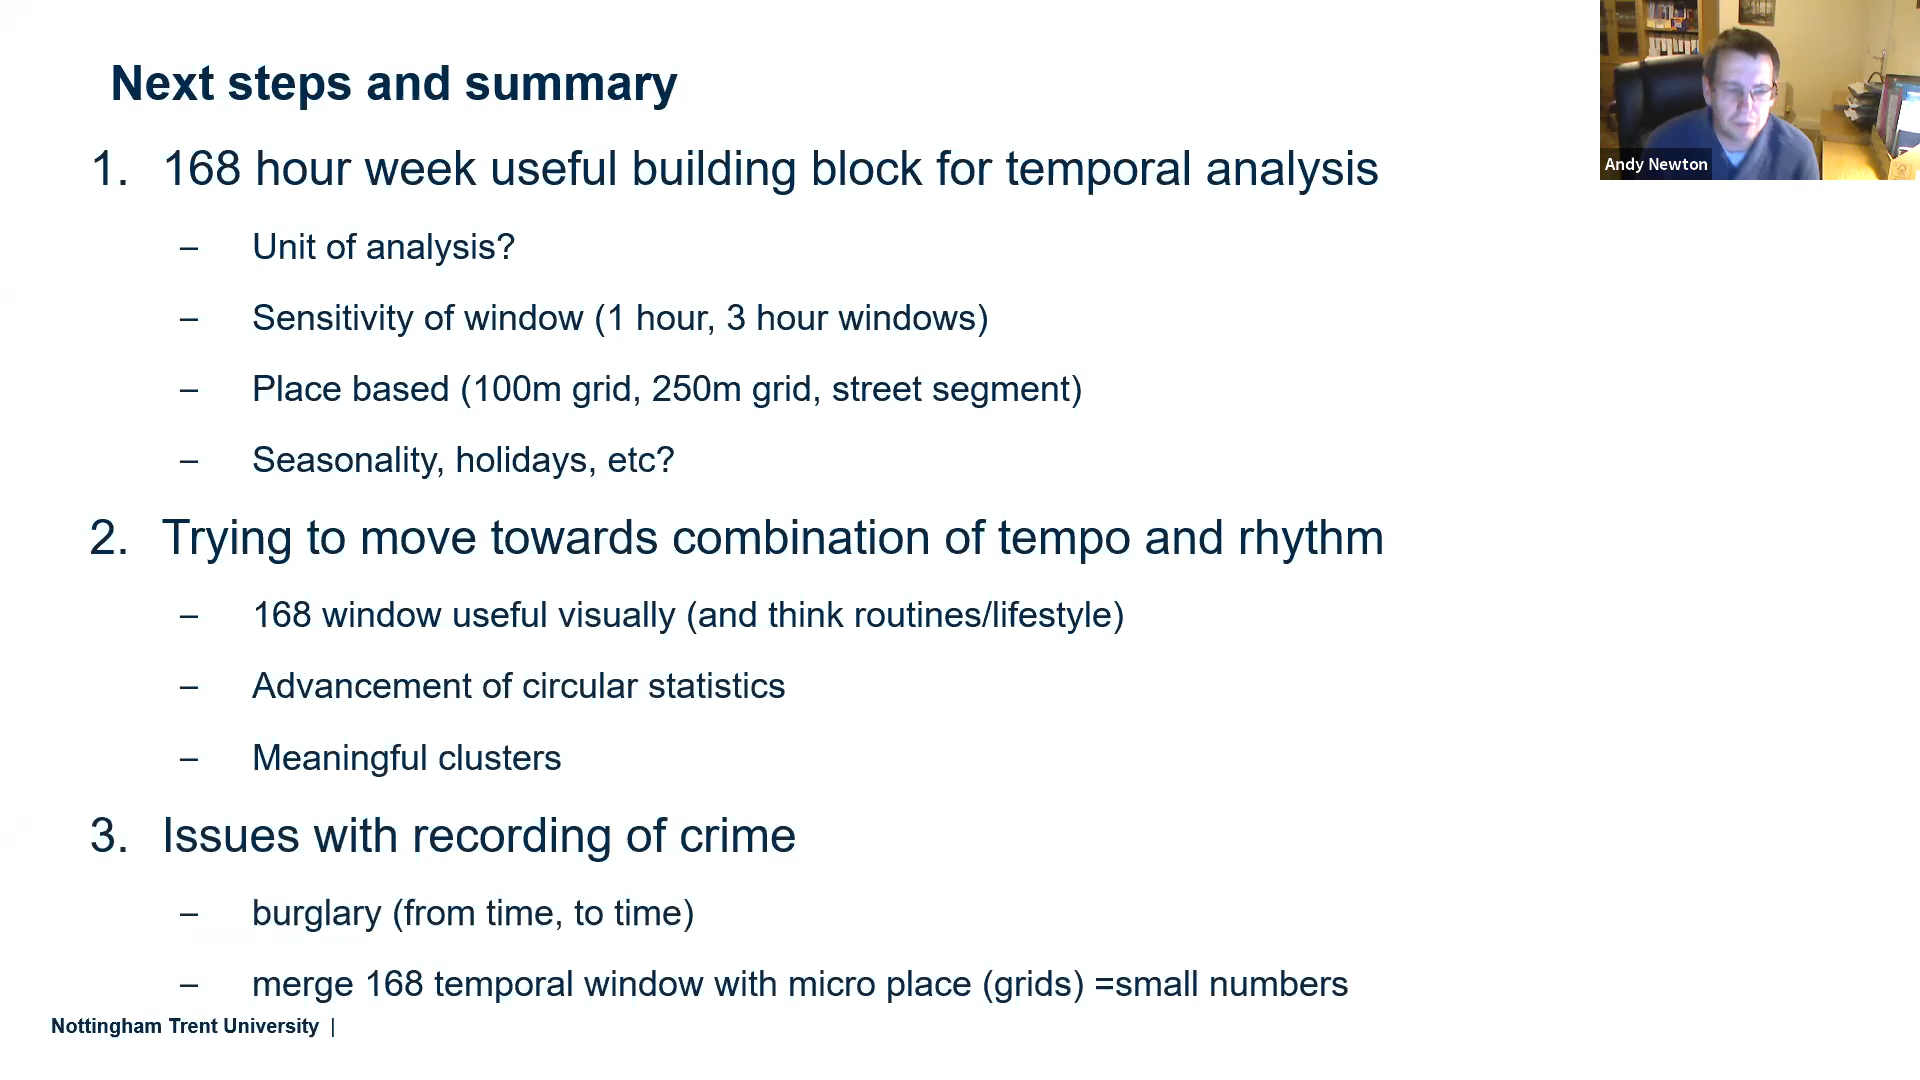 Next steps and summary
1. 168 hour week useful building block for temporal analysis
– Unit of analysis?
– Sensitivity of window (1 hour, 3 hour windows)
– Place based (100m grid, 250m grid, street segment)
– Seasonality, holidays, etc?
2. Trying to move towards combination of tempo and rhythm
– 168 window useful visually (and think routines/lifestyle)
– Advancement of circular statistics
– Meaningful clusters
3. Issues with recording of crime
– burglary (from time, to time)
– merge 168 temporal window with micro place (grids) =small numbers
Nottingham Trent University |
Andy Newton